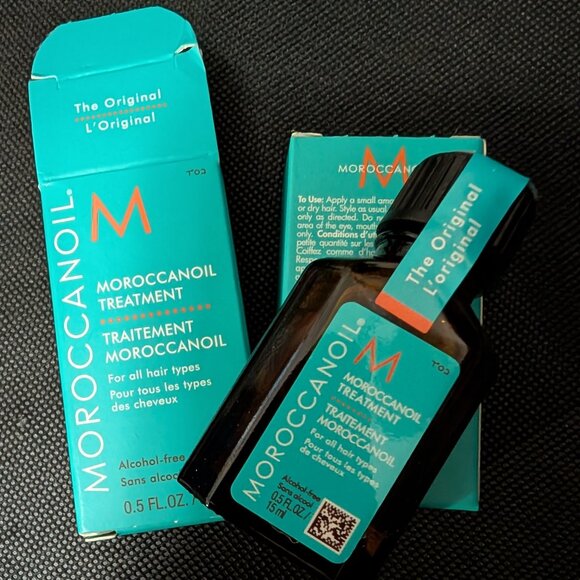 The Original
L'Original
MOROCCANOIL®
M
MOROCCANOIL
TREATMENT
TRAITEMENT
MOROCCANOIL
For all hair types
Pour tous les types
des cheveux
Alcohol-free
Sans alcool
0.5 FL.OZ./
M
To Use: Apply a small
or dry hair. Style as usual
only as directed. Do
area of the eye, mouth
only. Conditions
petite quantité sur les
Coiffez comme
The Original
L'Original
MOROCCANOIL®
M
MOROCCANOIL
TREATMENT
TRAITEMENT
MOROCCANOIL
For all hair types
Pour tous les types
de cheveux
Alcohol-free
Sans alcool
0.5 FL.OZ./
15 ml